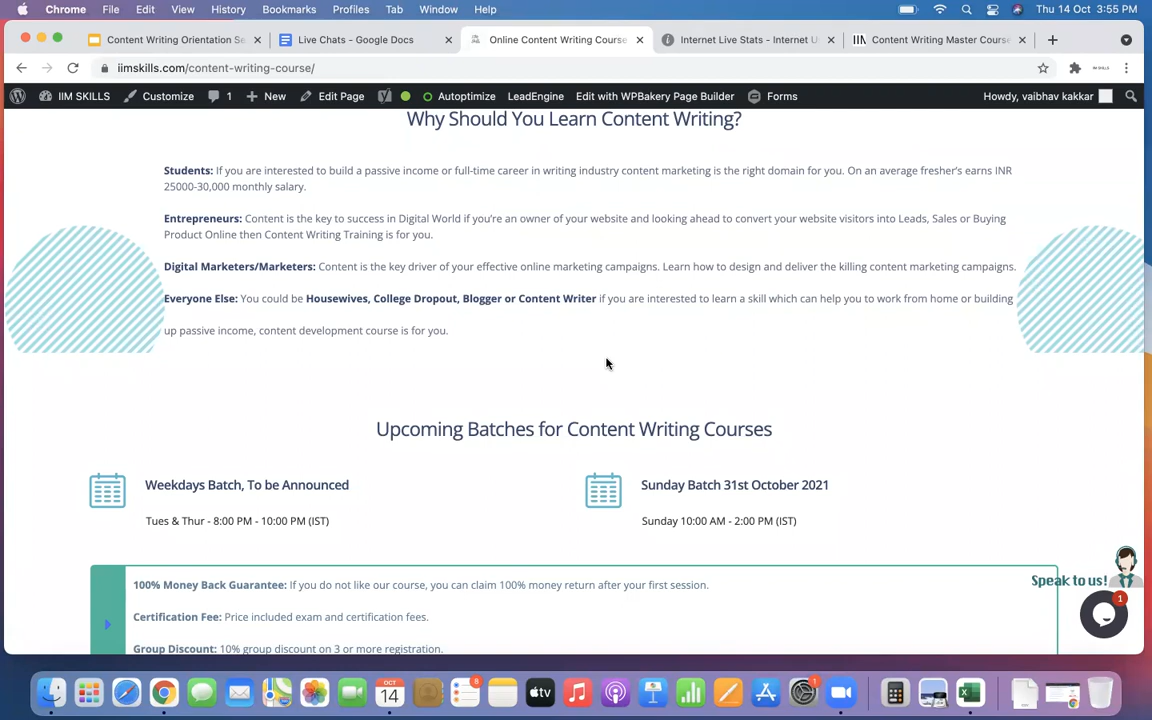 Chrome File Edit View History Bookmarks Profiles Tab Window Help Thu 14 Oct 3:55 PM
Content Writing Orientation Se Live Chats - Google Docs Online Content Writing Course Internet Live Stats - Internet U Content Writing Master Course
iimskills.com/content-writing-course/
IIM SKILLS Customize 1 New Edit Page Autoptimize LeadEngine Edit with WPBakery Page Builder Forms Howdy, vaibhav kakkar
Why Should You Learn Content Writing?
Students: If you are interested to build a passive income or full-time career in writing industry content marketing is the right domain for you. On an average fresher's earns INR
25000-30,000 monthly salary.
Entrepreneurs: Content is the key to success in Digital World if you're an owner of your website and looking ahead to convert your website visitors into Leads, Sales or Buying
Product Online then Content Writing Training is for you.
Digital Marketers/Marketers: Content is the key driver of your effective online marketing campaigns. Learn how to design and deliver the killing content marketing campaigns.
Everyone Else: You could be Housewives, College Dropout, Blogger or Content Writer if you are interested to learn a skill which can help you to work from home or building
up passive income, content development course is for you.
Upcoming Batches for Content Writing Courses
Weekdays Batch, To be Announced
Tues & Thur - 8:00 PM - 10:00 PM (IST)
Sunday Batch 31st October 2021
Sunday 10:00 AM - 2:00 PM (IST)
100% Money Back Guarantee: If you do not like our course, you can claim 100% money return after your first session.
Certification Fee: Price included exam and certification fees.
Group Discount: 10% group discount on 3 or more registration.
Speak to us!
1
OCT
14
8
tv
1